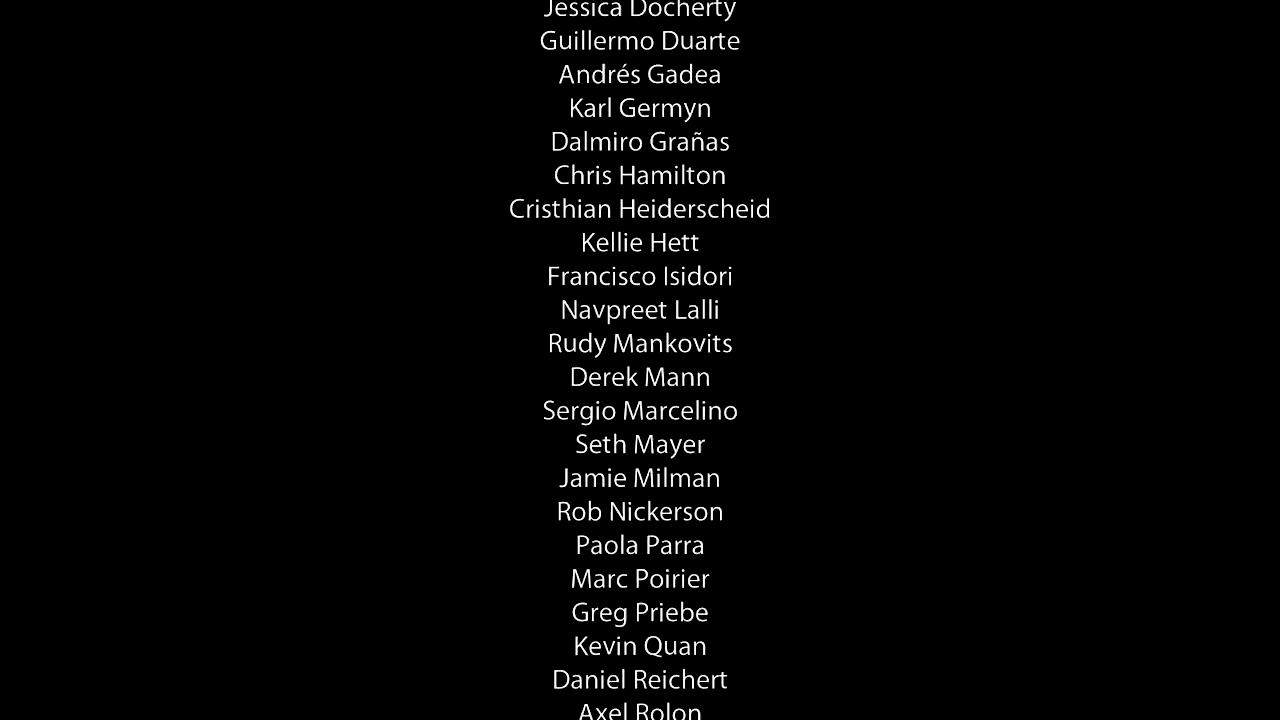 Jessica Docherty
Guillermo Duarte
Andrés Gadea
Karl Germyn
Dalmiro Grañas
Chris Hamilton
Cristhian Heiderscheid
Kellie Hett
Francisco Isidori
Navpreet Lalli
Rudy Mankovits
Derek Mann
Sergio Marcelino
Seth Mayer
Jamie Milman
Rob Nickerson
Paola Parra
Marc Poirier
Greg Priebe
Kevin Quan
Daniel Reichert
Axel Rolon